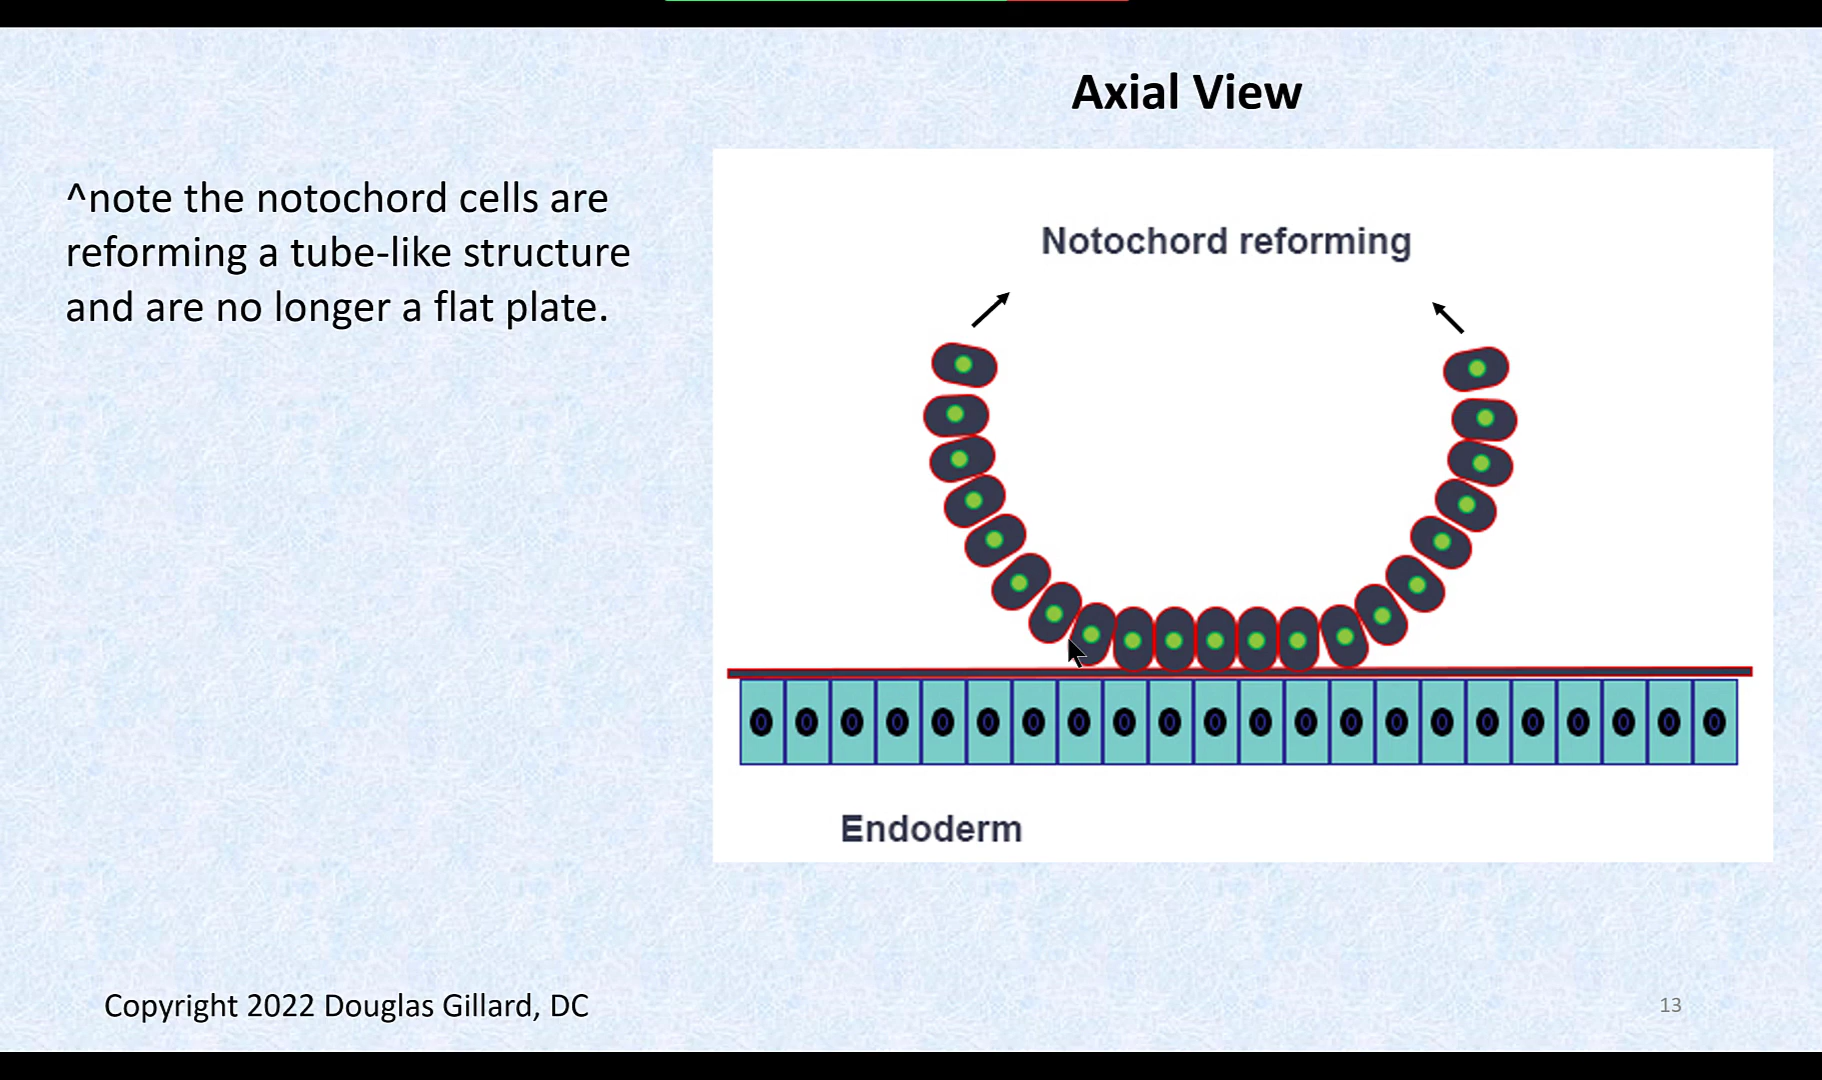 Axial View
^note the notochord cells are
reforming a tube-like structure
and are no longer a flat plate.
Notochord reforming
Endoderm
Copyright 2022 Douglas Gillard, DC
13